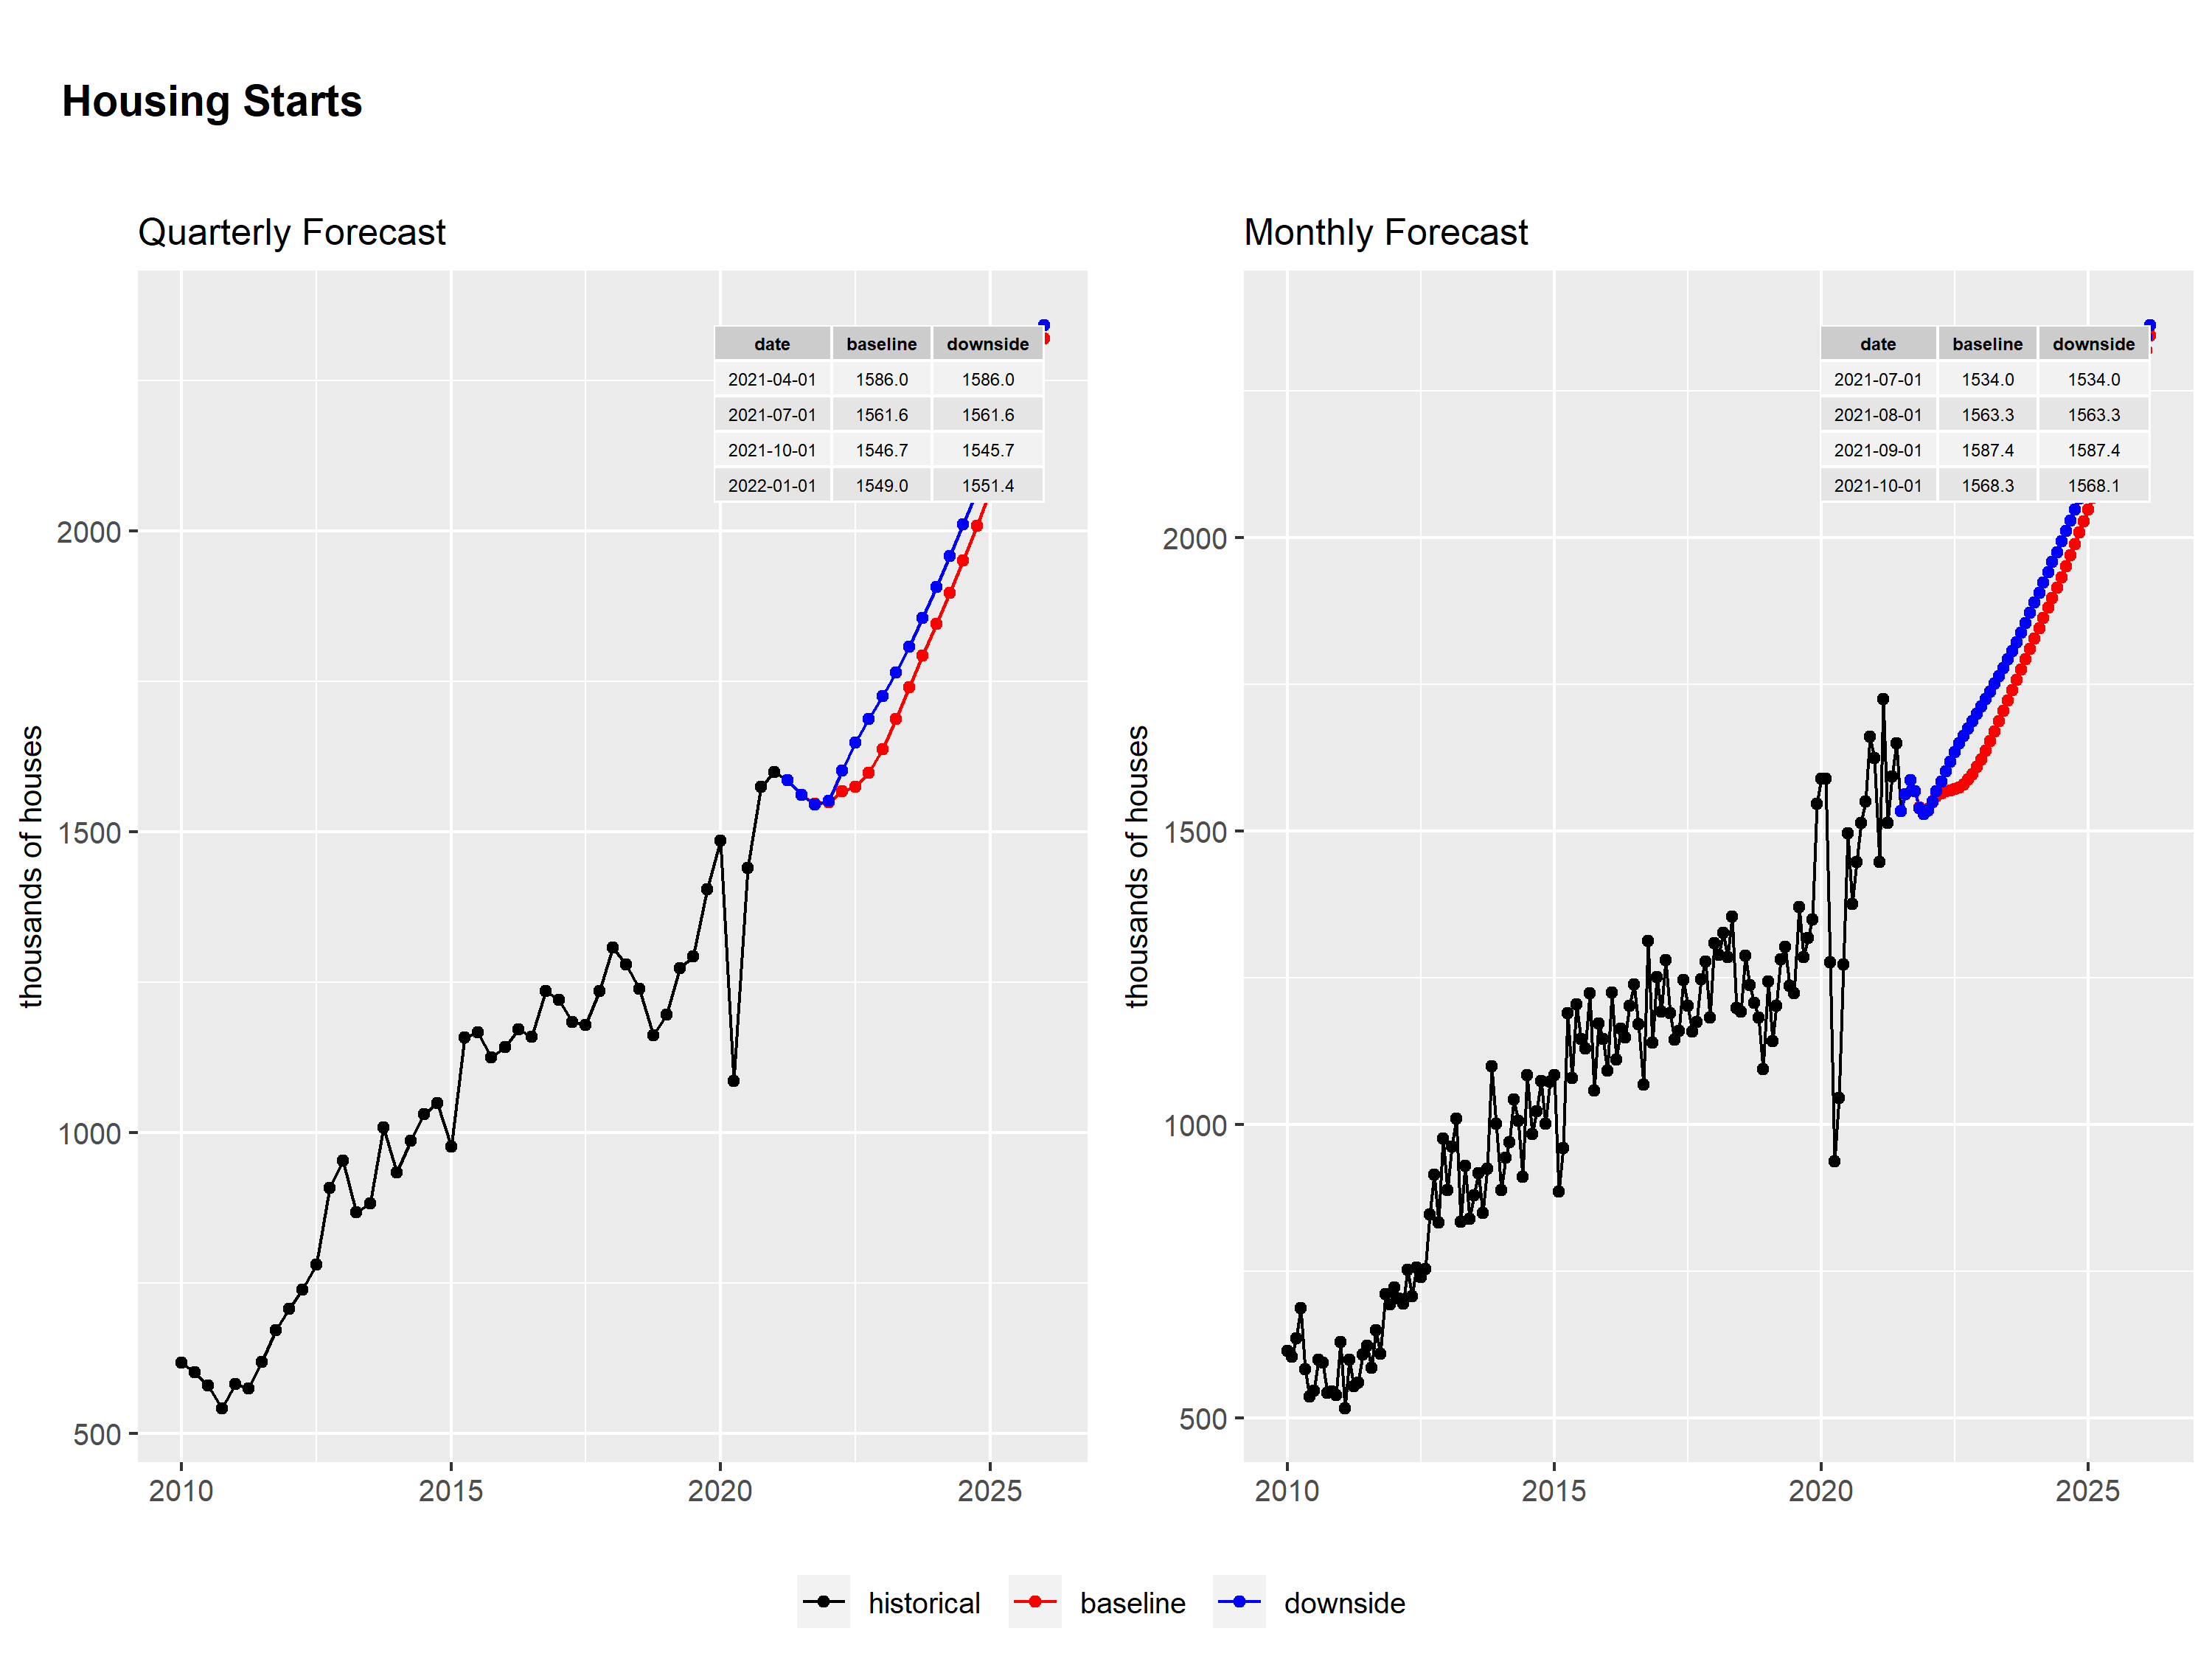 Housing Starts
Quarterly Forecast
thousands of houses
2000
1500
1000
500
2010 2015 2020 2025
date baseline downside
2021-04-01 1586.0 1586.0
2021-07-01 1561.6 1561.6
2021-10-01 1546.7 1545.7
2022-01-01 1549.0 1551.4
Monthly Forecast
thousands of houses
2000
1500
1000
500
2010 2015 2020 2025
date baseline downside
2021-07-01 1534.0 1534.0
2021-08-01 1563.3 1563.3
2021-09-01 1587.4 1587.4
2021-10-01 1568.3 1568.1
historical baseline downside